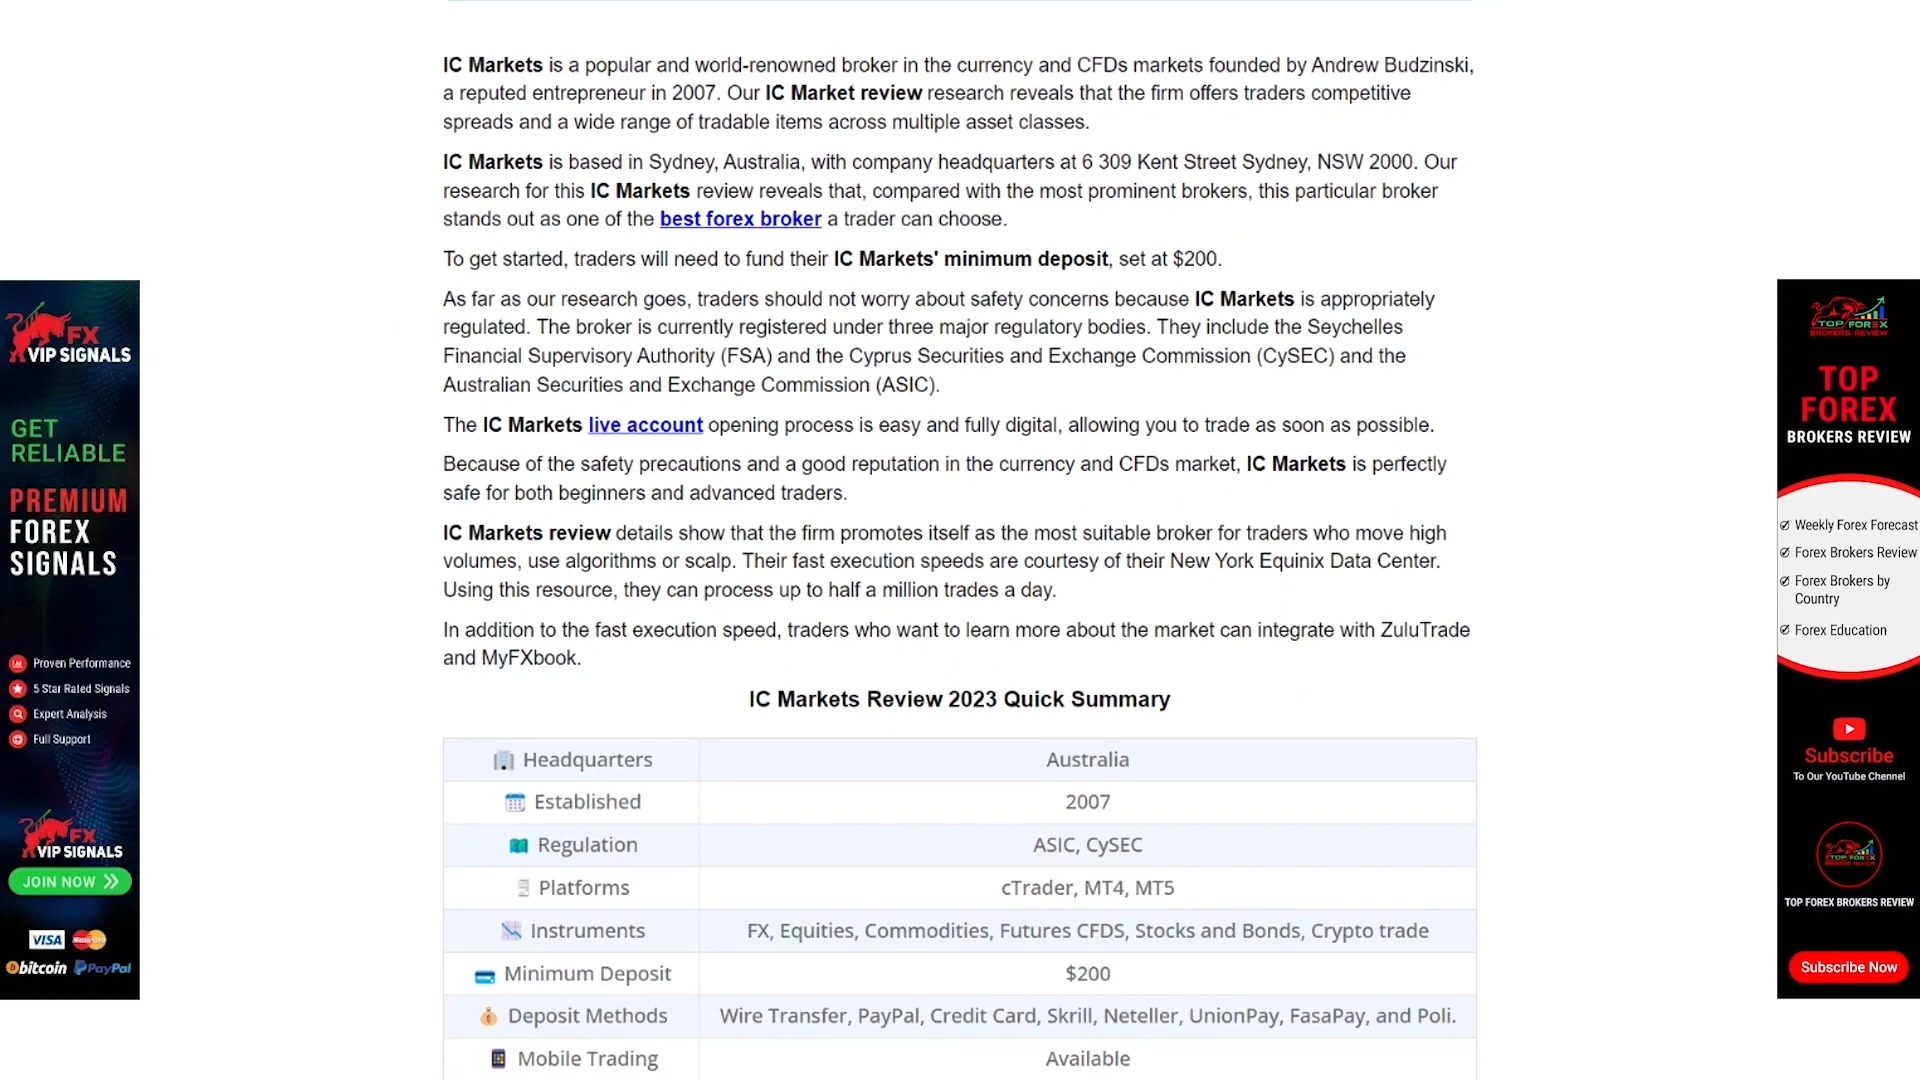 IC Markets is a popular and world-renowned broker in the currency and CFDs markets founded by Andrew Budzinski,
a reputed entrepreneur in 2007. Our IC Market review research reveals that the firm offers traders competitive
spreads and a wide range of tradable items across multiple asset classes.
IC Markets is based in Sydney, Australia, with company headquarters at 6 309 Kent Street Sydney, NSW 2000. Our
research for this IC Markets review reveals that, compared with the most prominent brokers, this particular broker
stands out as one of the best forex broker a trader can choose.
To get started, traders will need to fund their IC Markets' minimum deposit, set at $200.
As far as our research goes, traders should not worry about safety concerns because IC Markets is appropriately
regulated. The broker is currently registered under three major regulatory bodies. They include the Seychelles
Financial Supervisory Authority (FSA) and the Cyprus Securities and Exchange Commission (CySEC) and the
Australian Securities and Exchange Commission (ASIC).
The IC Markets live account opening process is easy and fully digital, allowing you to trade as soon as possible.
Because of the safety precautions and a good reputation in the currency and CFDs market, IC Markets is perfectly
safe for both beginners and advanced traders.
IC Markets review details show that the firm promotes itself as the most suitable broker for traders who move high
volumes, use algorithms or scalp. Their fast execution speeds are courtesy of their New York Equinix Data Center.
Using this resource, they can process up to half a million trades a day.
In addition to the fast execution speed, traders who want to learn more about the market can integrate with ZuluTrade
and MyFXbook.
IC Markets Review 2023 Quick Summary
Headquarters Australia
Established 2007
Regulation ASIC, CySEC
Platforms cTrader, MT4, MT5
Instruments FX, Equities, Commodities, Futures CFDS, Stocks and Bonds, Crypto trade
Minimum Deposit $200
Deposit Methods Wire Transfer, PayPal, Credit Card, Skrill, Neteller, UnionPay, FasaPay, and Poli.
Mobile Trading Available
FX
VIP SIGNALS
GET
RELIABLE
PREMIUM
FOREX
SIGNALS
Proven Performance
5 Star Rated Signals
Expert Analysis
Full Support
FX
VIP SIGNALS
JOIN NOW
VISA MasterCard
bitcoin PayPal
TOP FOREX
BROKERS REVIEW
TOP
FOREX
BROKERS REVIEW
Weekly Forex Forecast
Forex Brokers Review
Forex Brokers by
Country
Forex Education
Subscribe
To Our YouTube Channel
TOP FOREX
TOP FOREX BROKERS REVIEW
Subscribe Now